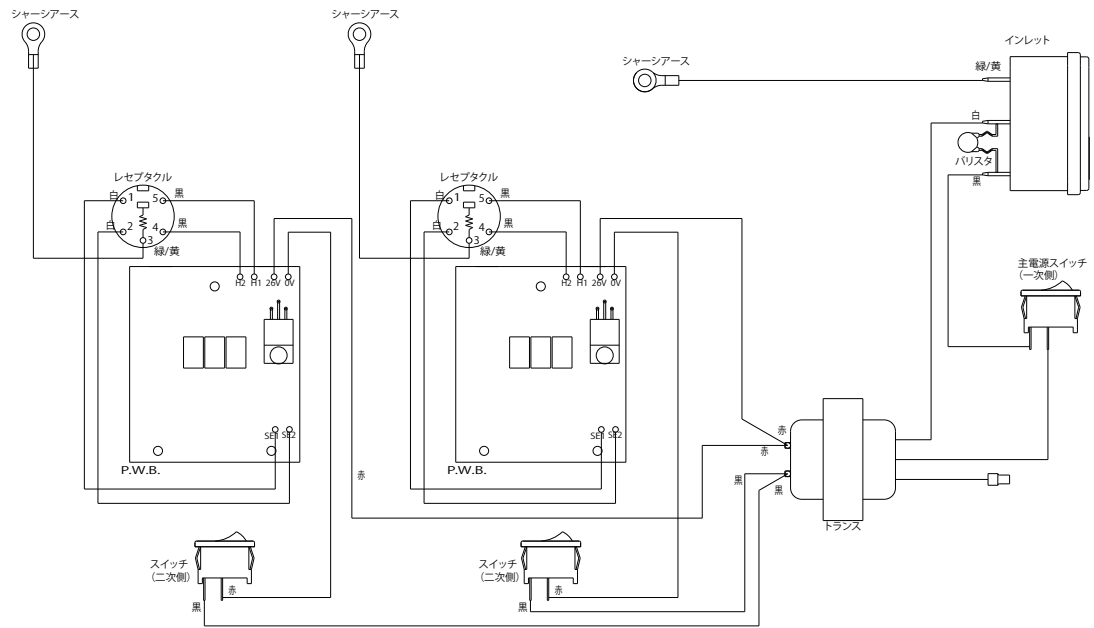 シャーシアース
シャーシアース
インレット
シャーシアース
緑/黄
白
バリスタ
黒
レセプタクル
白
1
5
黒
白
2
4
黒
3
緑/黄
H2
H1
26V
0V
SE1
SE2
P.W.B.
レセプタクル
白
1
5
黒
白
2
4
黒
3
緑/黄
H2
H1
26V
0V
SE1
SE2
P.W.B.
主電源スイッチ
(一次側)
赤
赤
赤
黒
黒
トランス
スイッチ
(二次側)
赤
黒
スイッチ
(二次側)
赤
黒